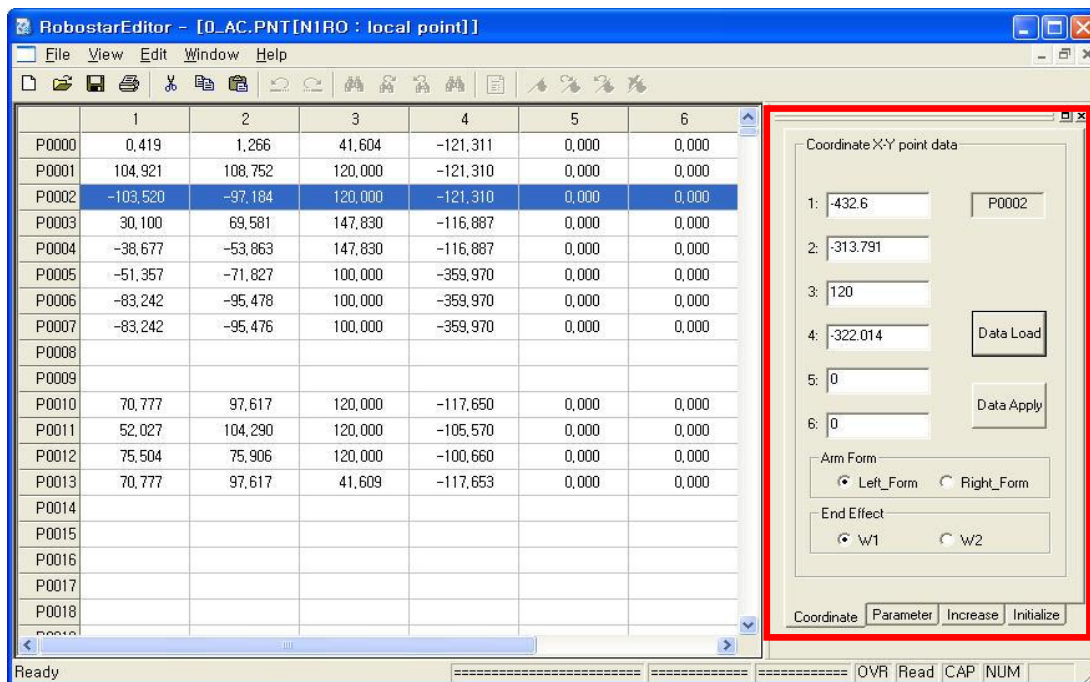 RobostarEditor - [0_AC.PNT[N1RO : local point]]
File View Edit Window Help
1 2 3 4 5 6
P0000 0,419 1,266 41,604 -121,311 0,000 0,000
P0001 104,921 108,752 120,000 -121,310 0,000 0,000
P0002 -103,520 -97,184 120,000 -121,310 0,000 0,000
P0003 30,100 69,581 147,830 -116,887 0,000 0,000
P0004 -38,677 -53,863 147,830 -116,887 0,000 0,000
P0005 -51,357 -71,827 100,000 -359,970 0,000 0,000
P0006 -83,242 -95,478 100,000 -359,970 0,000 0,000
P0007 -83,242 -95,476 100,000 -359,970 0,000 0,000
P0008
P0009
P0010 70,777 97,617 120,000 -117,650 0,000 0,000
P0011 52,027 104,290 120,000 -105,570 0,000 0,000
P0012 75,504 75,906 120,000 -100,660 0,000 0,000
P0013 70,777 97,617 41,609 -117,653 0,000 0,000
P0014
P0015
P0016
P0017
P0018
Coordinate X-Y point data
1: -432.6 P0002
2: -313.791
3: 120
4: -322.014 Data Load
5: 0
Data Apply
6: 0
Arm Form
Left_Form Right_Form
End Effect
W1 W2
Coordinate Parameter Increase Initialize
Ready OVR Read CAP NUM